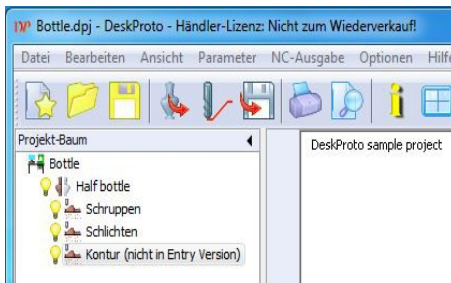 Bottle.dpj - DeskProto - Händler-Lizenz: Nicht zum Wiederverkauf!
Datei Bearbeiten Ansicht Parameter NC-Ausgabe Optionen Hilfe
Projekt-Baum
DeskProto sample project
Bottle
Half bottle
Schruppen
Schlichten
Kontur (nicht in Entry Version)